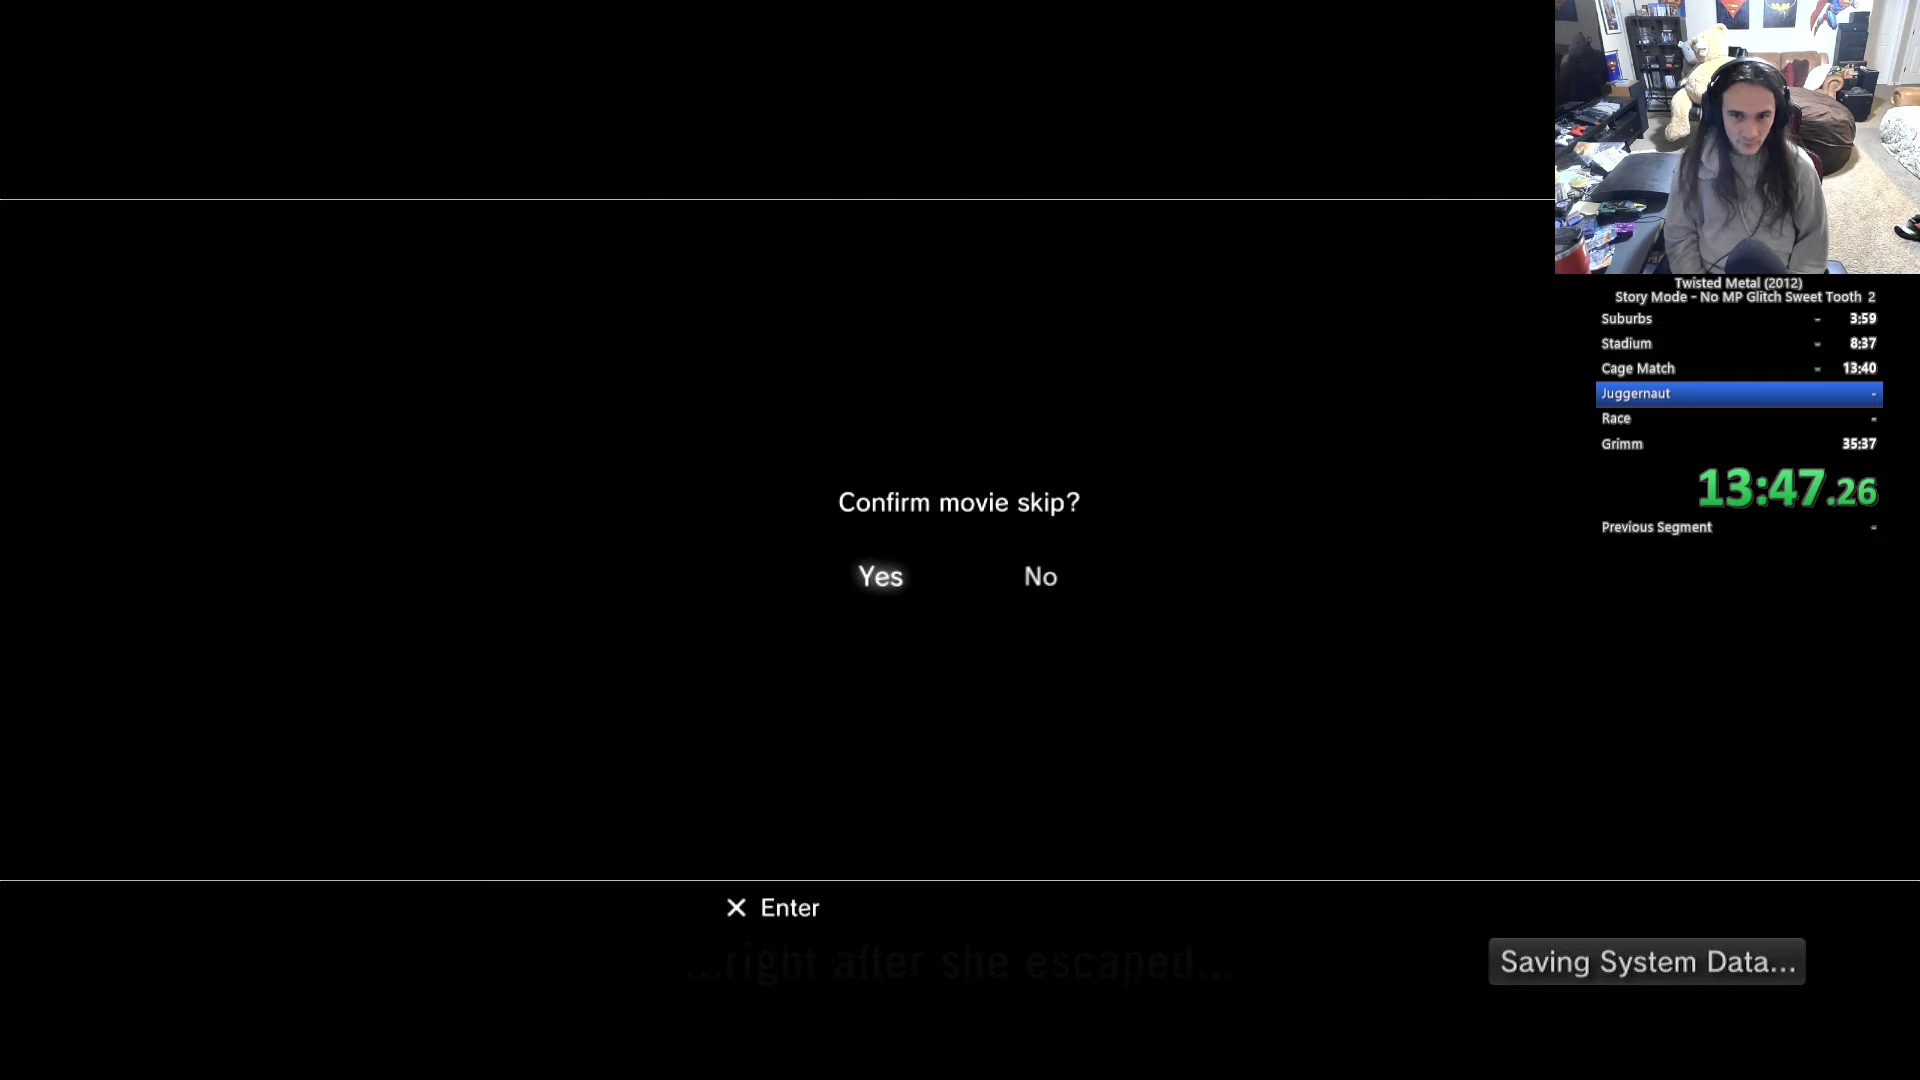 Twisted Metal (2012)
Story Mode - No MP Glitch Sweet Tooth 2
Suburbs - 3:59
Stadium - 8:37
Cage Match - 13:40
Juggernaut -
Race -
Grimm 35:37
13:47.26
Previous Segment -
Confirm movie skip?
Yes No
✕ Enter
...right after she escaped...
Saving System Data...